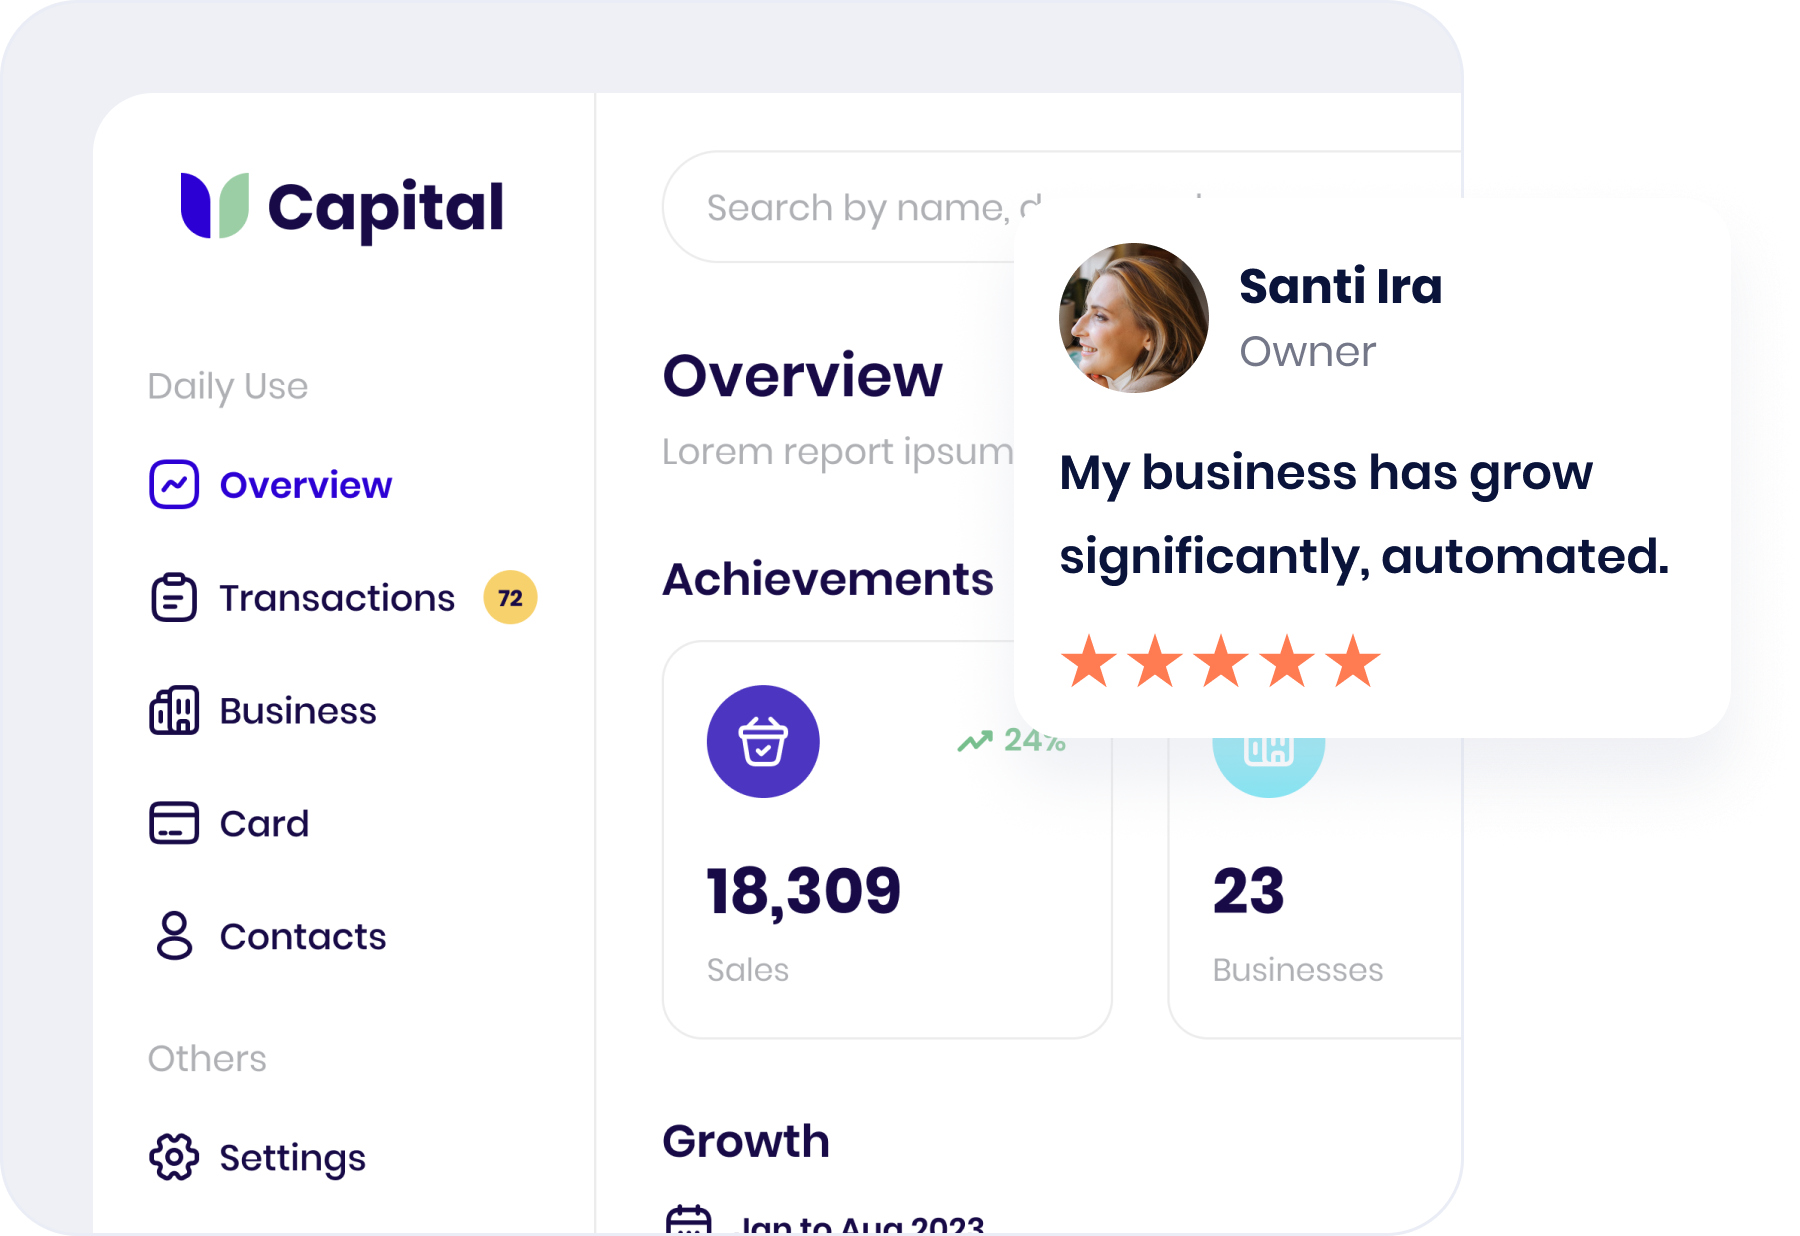 Capital
Daily Use
Overview
Transactions 72
Business
Card
Contacts
Others
Settings
Search by name,
Overview
Lorem report ipsum
Achievements
24%
18,309
Sales
23
Businesses
Growth
Jan to Aug 2023
Santi Ira
Owner
My business has grow
significantly, automated.